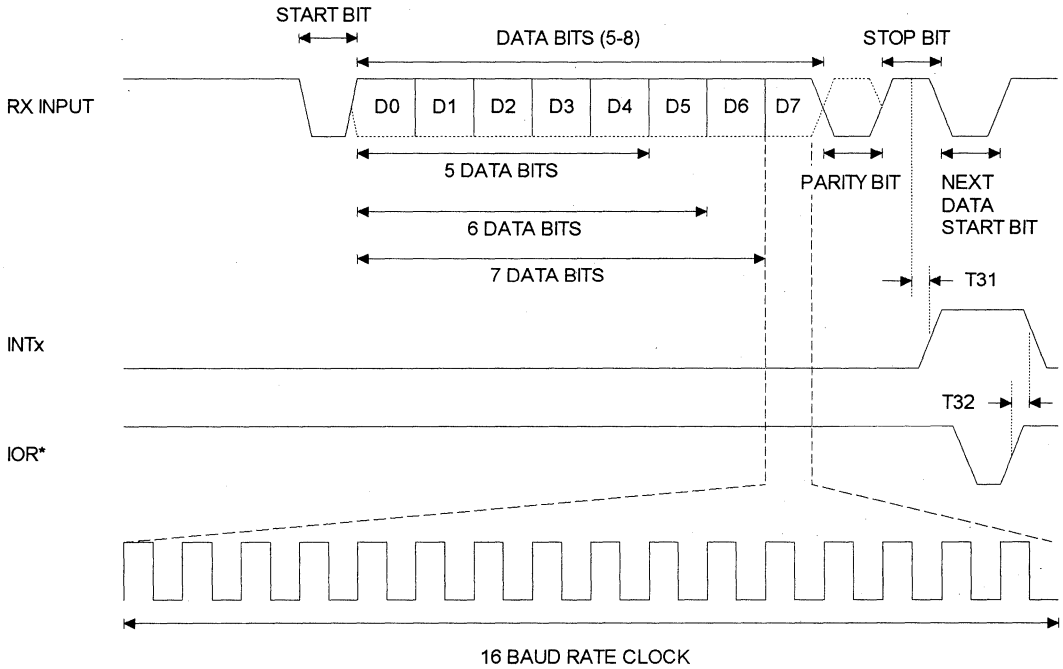 START BIT
DATA BITS (5-8)
STOP BIT
RX INPUT
D0 D1 D2 D3 D4 D5 D6 D7
5 DATA BITS
PARITY BIT
NEXT
DATA
START BIT
6 DATA BITS
7 DATA BITS
T31
INTx
T32
IOR*
16 BAUD RATE CLOCK